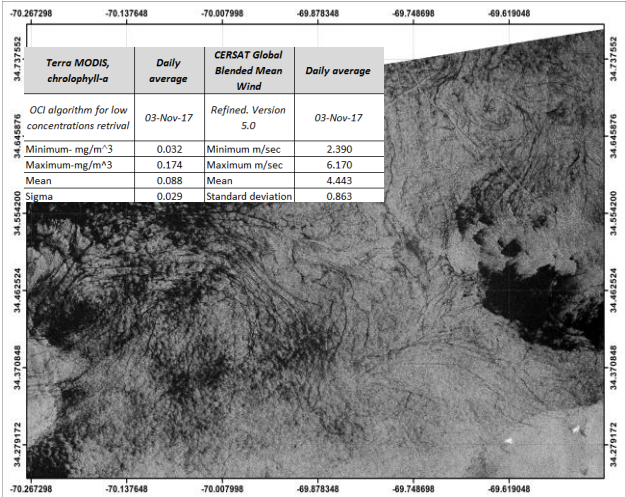 -70.267298 -70.137648 -70.007998 -69.878348 -69.748698 -69.619048
34.737552
34.645876
34.554200
34.462524
34.370848
34.279172
Terra MODIS, chrolophyll-a Daily average CERSAT Global Blended Mean Wind Daily average
OCI algorithm for low concentrations retrival 03-Nov-17 Refined. Version 5.0 03-Nov-17
Minimum- mg/m^3 0.032 Minimum m/sec 2.390
Maximum-mg/m^3 0.174 Maximum m/sec 6.170
Mean 0.088 Mean 4.443
Sigma 0.029 Standard deviation 0.863
34.737552
34.645876
34.554200
34.462524
34.370848
34.279172
-70.267298 -70.137648 -70.007998 -69.878348 -69.748698 -69.619048